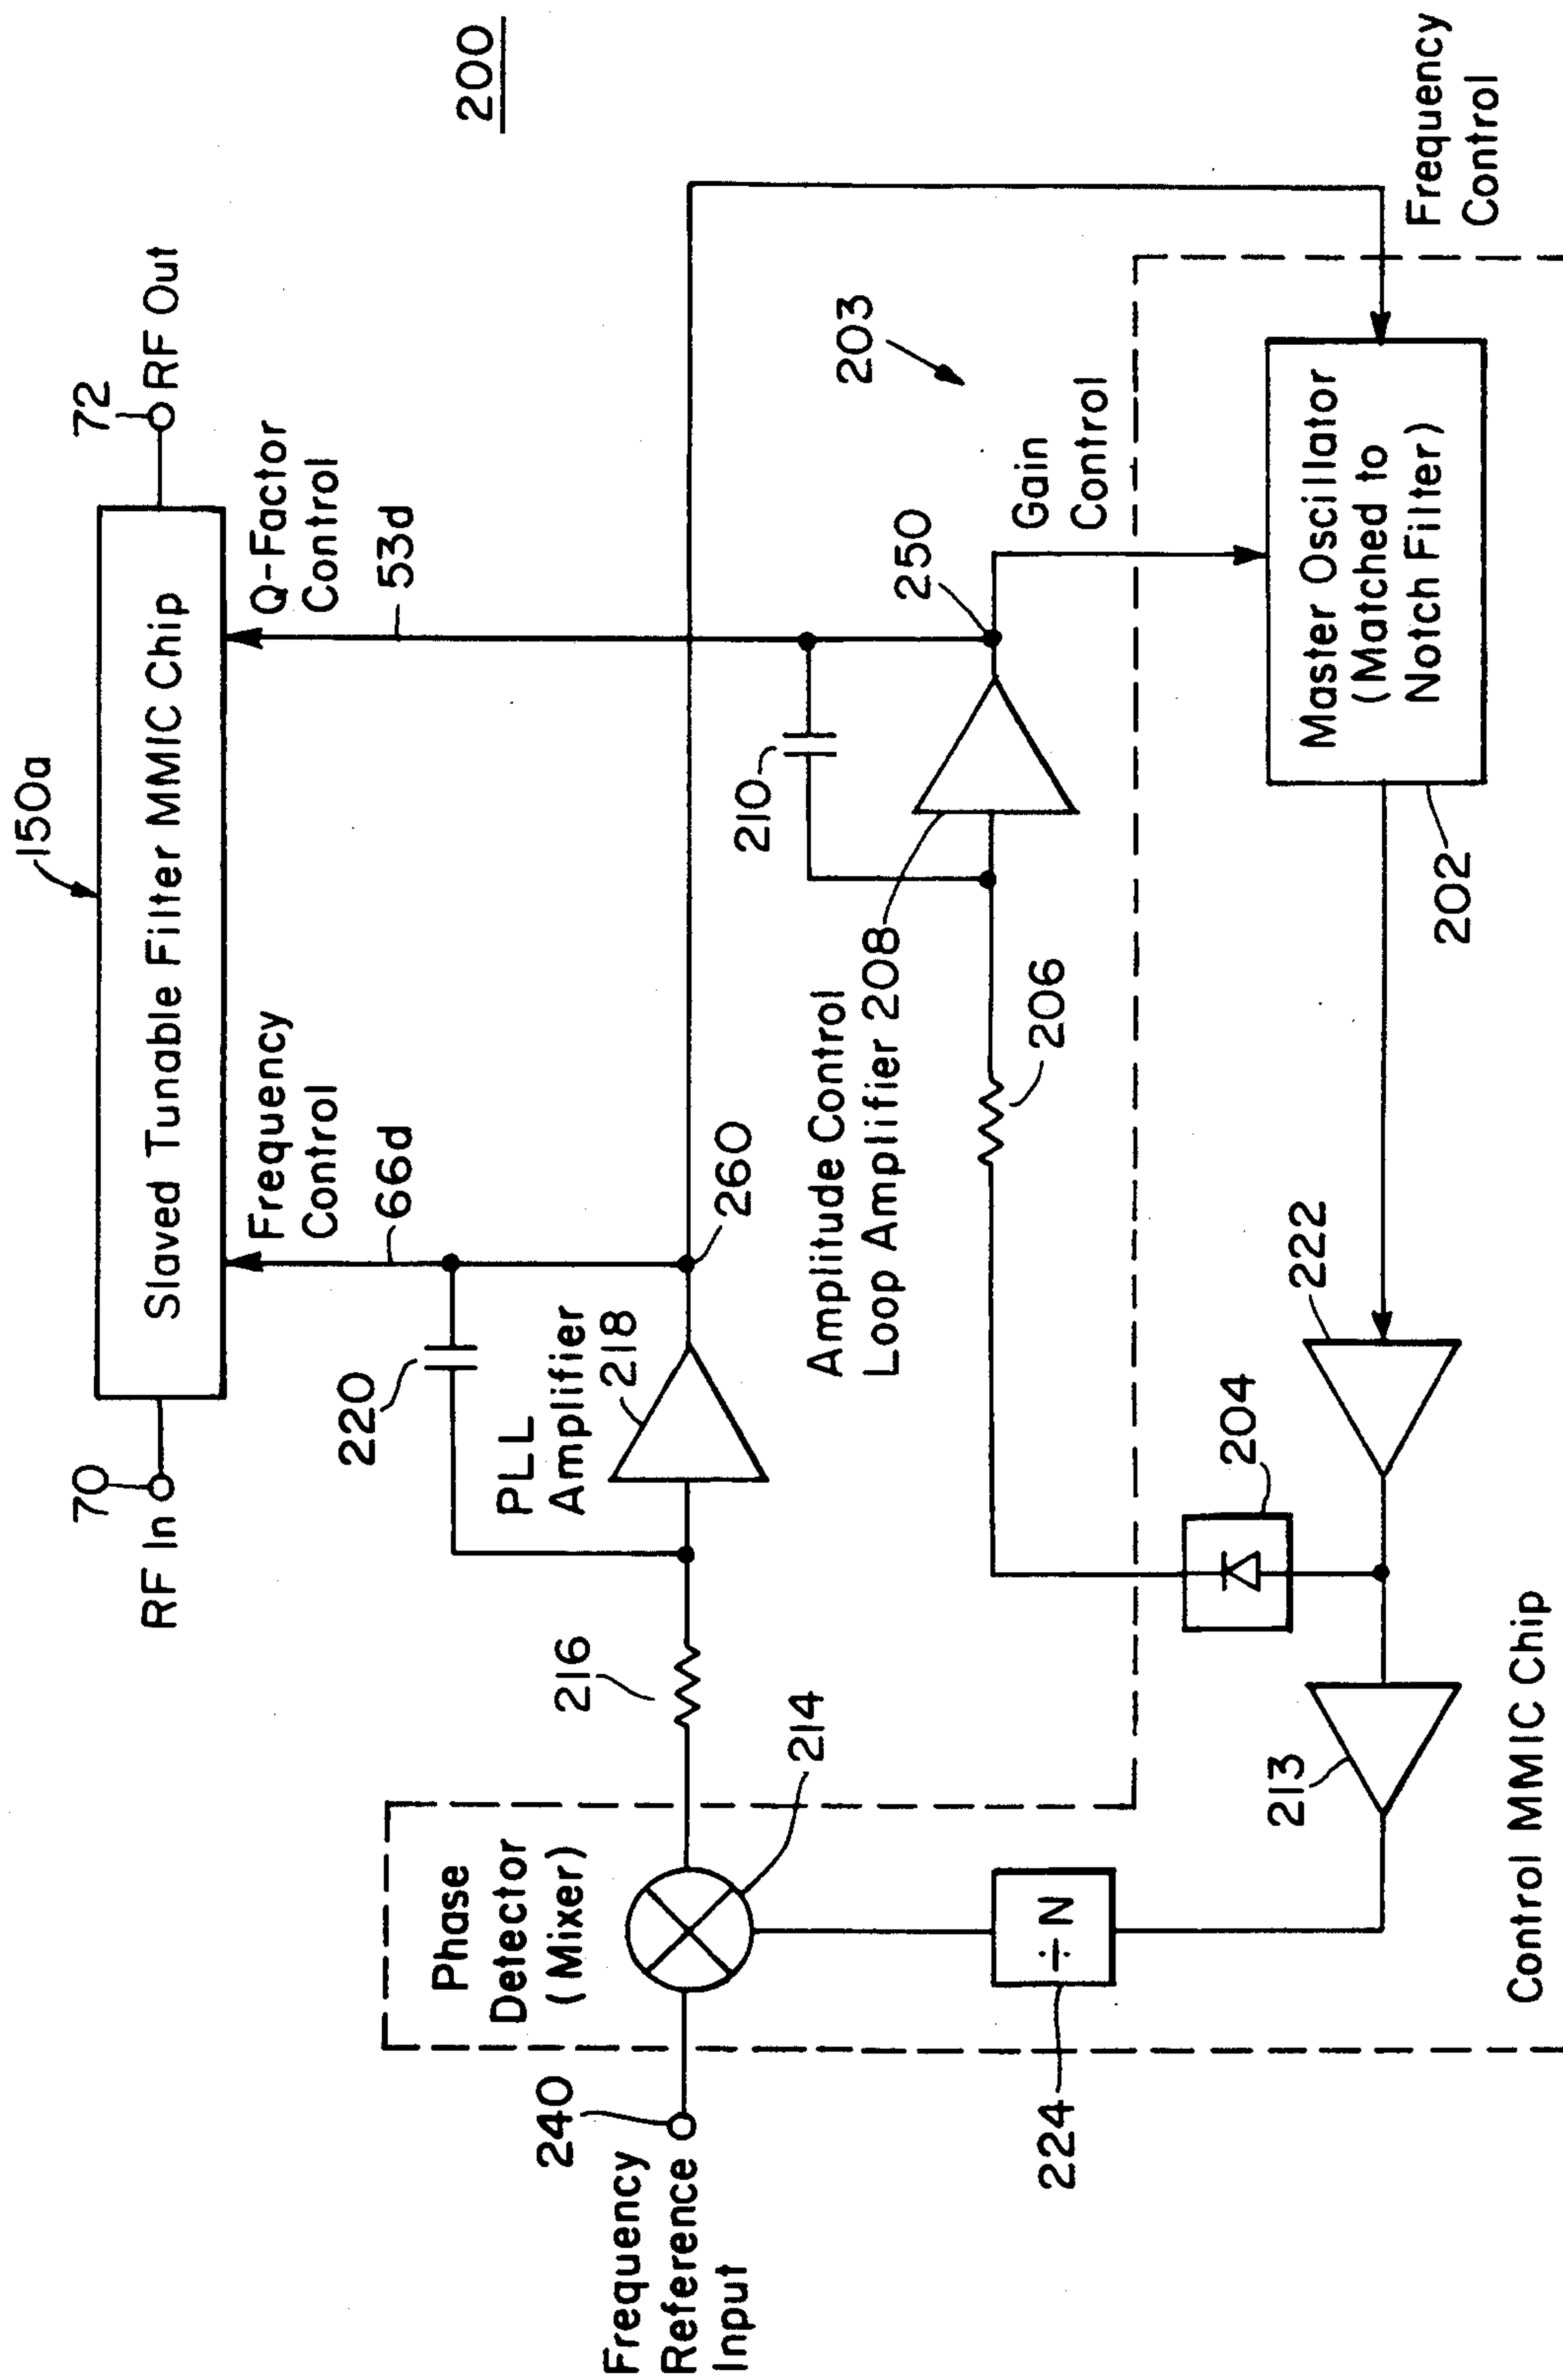 200
150a
72
RF Out
70
RF In
Slaved Tunable Filter MMIC Chip
Frequency
Control
66d
Q-Factor
Control
53d
220
PLL
Amplifier
218
260
216
214
Phase
Detector
(Mixer)
240
Frequency
Reference
Input
Amplitude Control
Loop Amplifier 208
210
250
206
203
Gain
Control
Frequency
Control
Master Oscillator
(Matched to
Notch Filter)
202
222
204
213
÷ N
224
Control MMIC Chip